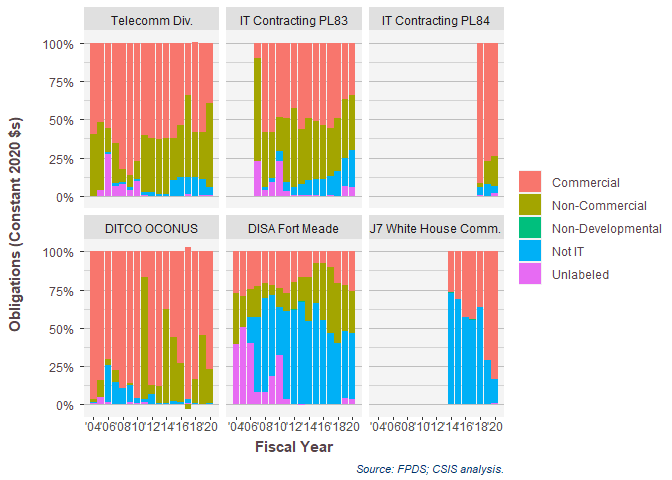 Telecomm Div.
IT Contracting PL83
IT Contracting PL84
100%
75%
50%
25%
0%
DITCO OCONUS
DISA Fort Meade
J7 White House Comm.
100%
75%
50%
25%
0%
'04'06'08'10'12'14'16'18'20
'04'06'08'10'12'14'16'18'20
'04'06'08'10'12'14'16'18'20
Fiscal Year
Obligations (Constant 2020 $s)
Commercial
Non-Commercial
Non-Developmental
Not IT
Unlabeled
Source: FPDS; CSIS analysis.